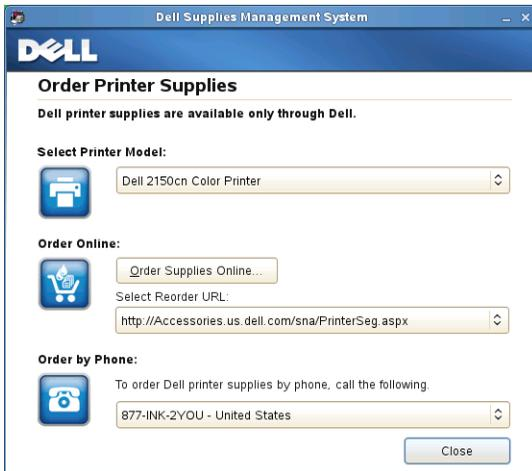 Dell Supplies Management System
DELL
Order Printer Supplies
Dell printer supplies are available only through Dell.
Select Printer Model:
Dell 2150cn Color Printer
Order Online:
Order Supplies Online...
Select Reorder URL:
http://Accessories.us.dell.com/sna/PrinterSeg.aspx
Order by Phone:
To order Dell printer supplies by phone, call the following.
877-INK-2YOU - United States
Close